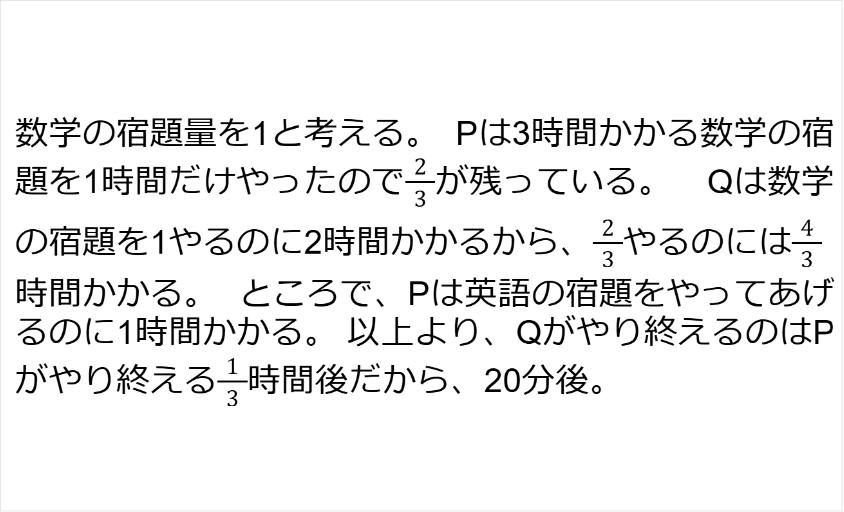 数学の宿題量を1と考える。 Pは3時間かかる数学の宿
題を1時間だけやったので2/3が残っている。 Qは数学
の宿題を1やるのに2時間かかるから、2/3やるのには4/3
時間かかる。 ところで、Pは英語の宿題をやってあげ
るのに1時間かかる。 以上より、Qがやり終えるのはP
がやり終える1/3時間後だから、20分後。